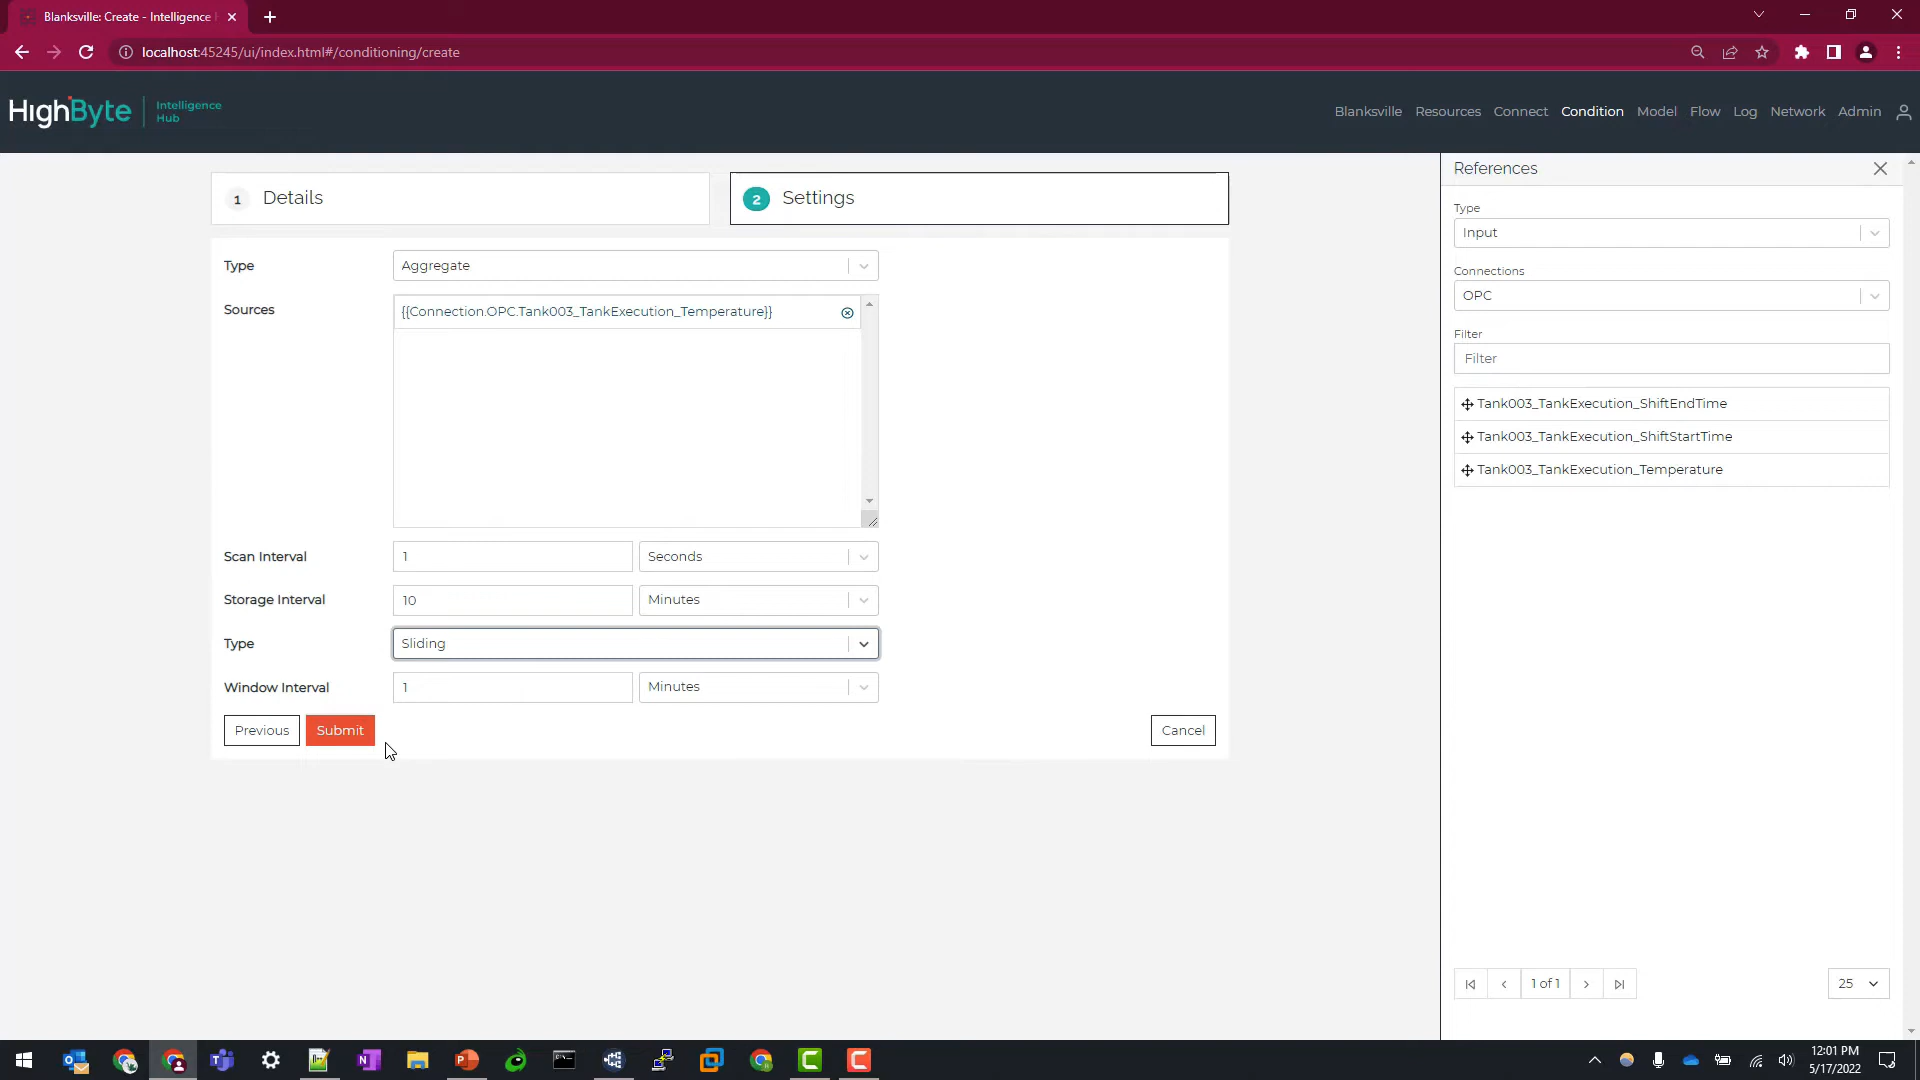 Blanksville: Create - Intelligence
localhost:45245/ui/index.html#/conditioning/create
HighByte
Intelligence
Hub
Blanksville Resources Connect Condition Model Flow Log Network Admin
1 Details
2 Settings
Type
Aggregate
Sources
{{Connection.OPC.Tank003_TankExecution_Temperature}}
Scan Interval
1
Seconds
Storage Interval
10
Minutes
Type
Sliding
Window Interval
1
Minutes
Previous
Submit
Cancel
References
Type
Input
Connections
OPC
Filter
Filter
Tank003_TankExecution_ShiftEndTime
Tank003_TankExecution_ShiftStartTime
Tank003_TankExecution_Temperature
1 of 1
25
12:01 PM
5/17/2022